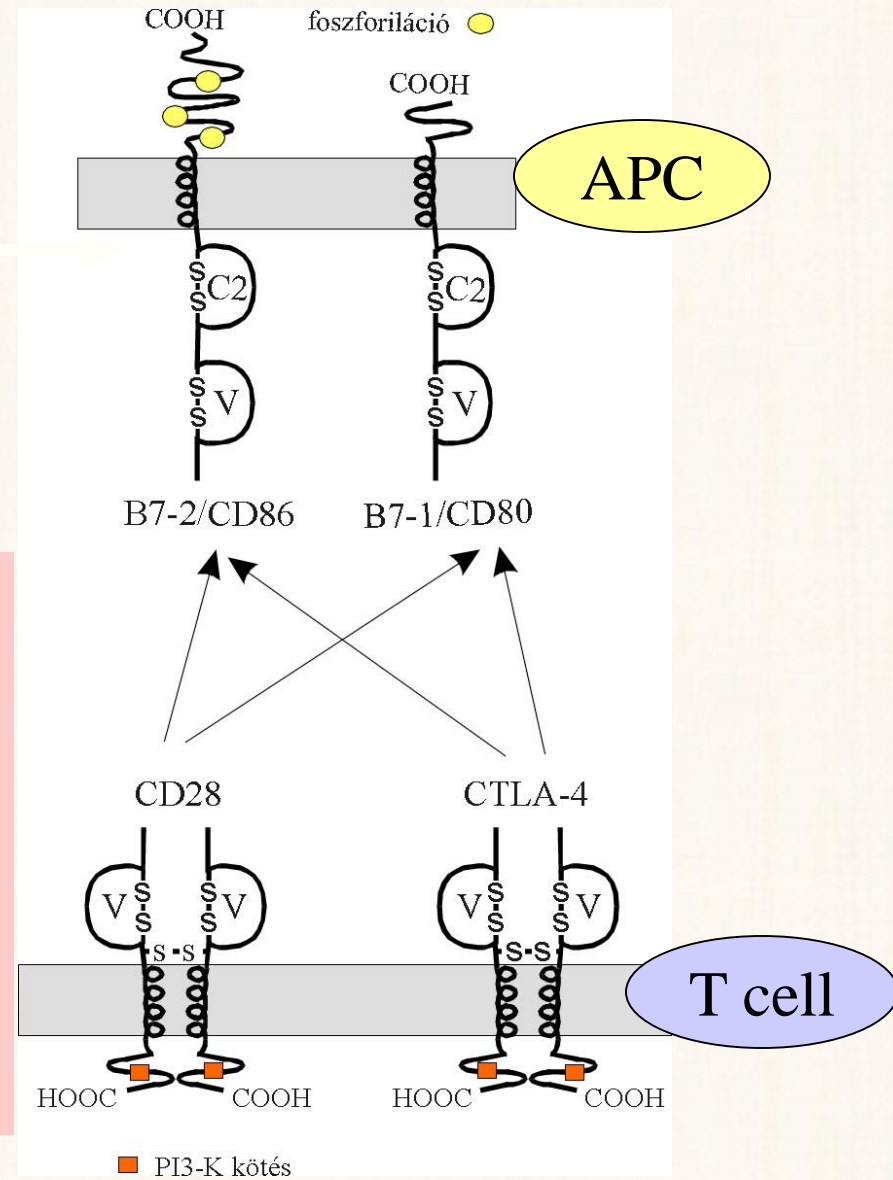 COOH
foszforiláció
COOH
APC
S
S
C2
S
S
C2
S
S
V
S
S
V
B7-2/CD86
B7-1/CD80
CD28
CTLA-4
V
S
S
S
S
V
V
S
S
S
S
V
s - s
S-S
T cell
HOOC
COOH
HOOC
COOH
PI3-K kötés